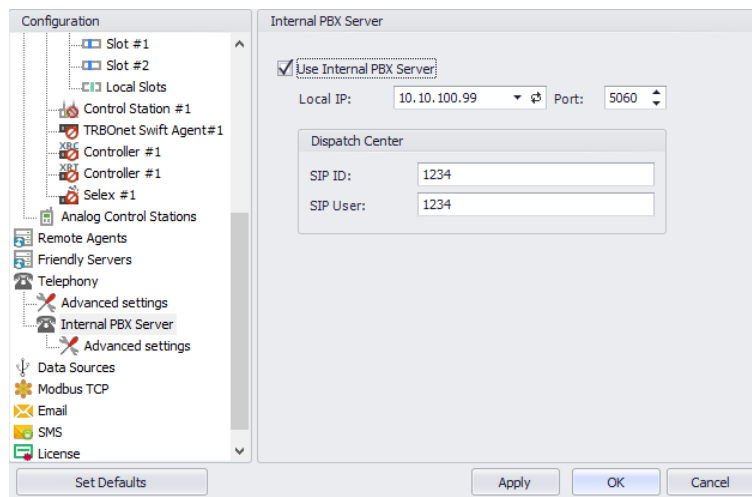 Configuration
Slot #1
Slot #2
Local Slots
Control Station #1
TRBOnet Swift Agent#1
XRC Controller #1
XRT Controller #1
Selex #1
Analog Control Stations
Remote Agents
Friendly Servers
Telephony
Advanced settings
Internal PBX Server
Advanced settings
Data Sources
Modbus TCP
Email
SMS
License
Set Defaults
Internal PBX Server
Use Internal PBX Server
Local IP: 10.10.100.99 Port: 5060
Dispatch Center
SIP ID: 1234
SIP User: 1234
Apply OK Cancel